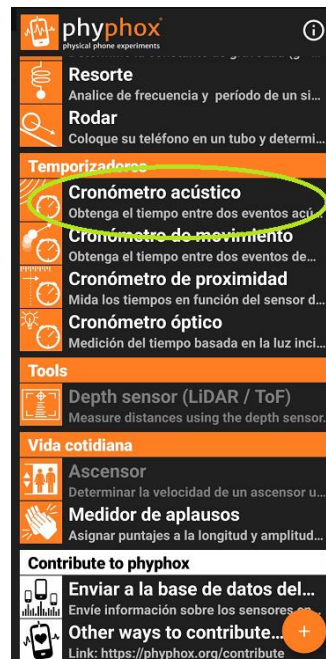 phyphox
physical phone experiments
Resorte
Analice de frecuencia y período de un si...
Rodar
Coloque su teléfono en un tubo y determi...
Temporizadores
Cronómetro acústico
Obtenga el tiempo entre dos eventos acú...
Cronómetro de movimiento
Obtenga el tiempo entre dos eventos de...
Cronómetro de proximidad
Mida los tiempos en función del sensor d...
Cronómetro óptico
Medición del tiempo basada en la luz inci...
Tools
Depth sensor (LiDAR / ToF)
Measure distances using the depth sensor.
Vida cotidiana
Ascensor
Determinar la velocidad de un ascensor u...
Medidor de aplausos
Asignar puntajes a la longitud y amplitud...
Contribute to phyphox
Enviar a la base de datos del...
Envíe información sobre los sensores en...
Other ways to contribute...
Link: https://phyphox.org/contribute